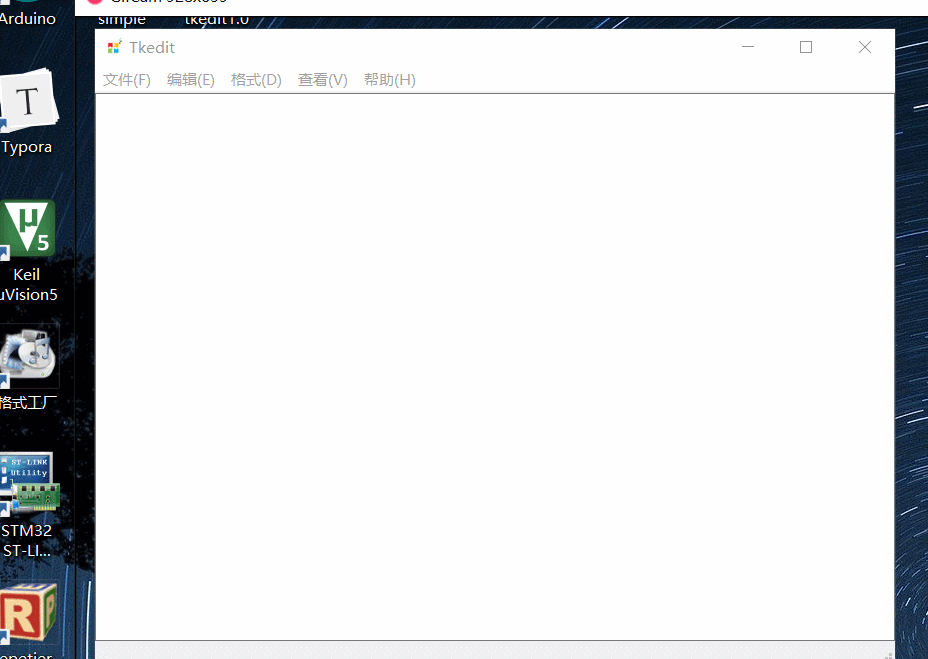 Arduino
simple
tkedit1.0
Tkedit
文件(F) 编辑(E) 格式(D) 查看(V) 帮助(H)
T
Typora
μ5
Keil
uVision5
格式工厂
ST-LINK
Utility
STM32
ST-LI...
R
P